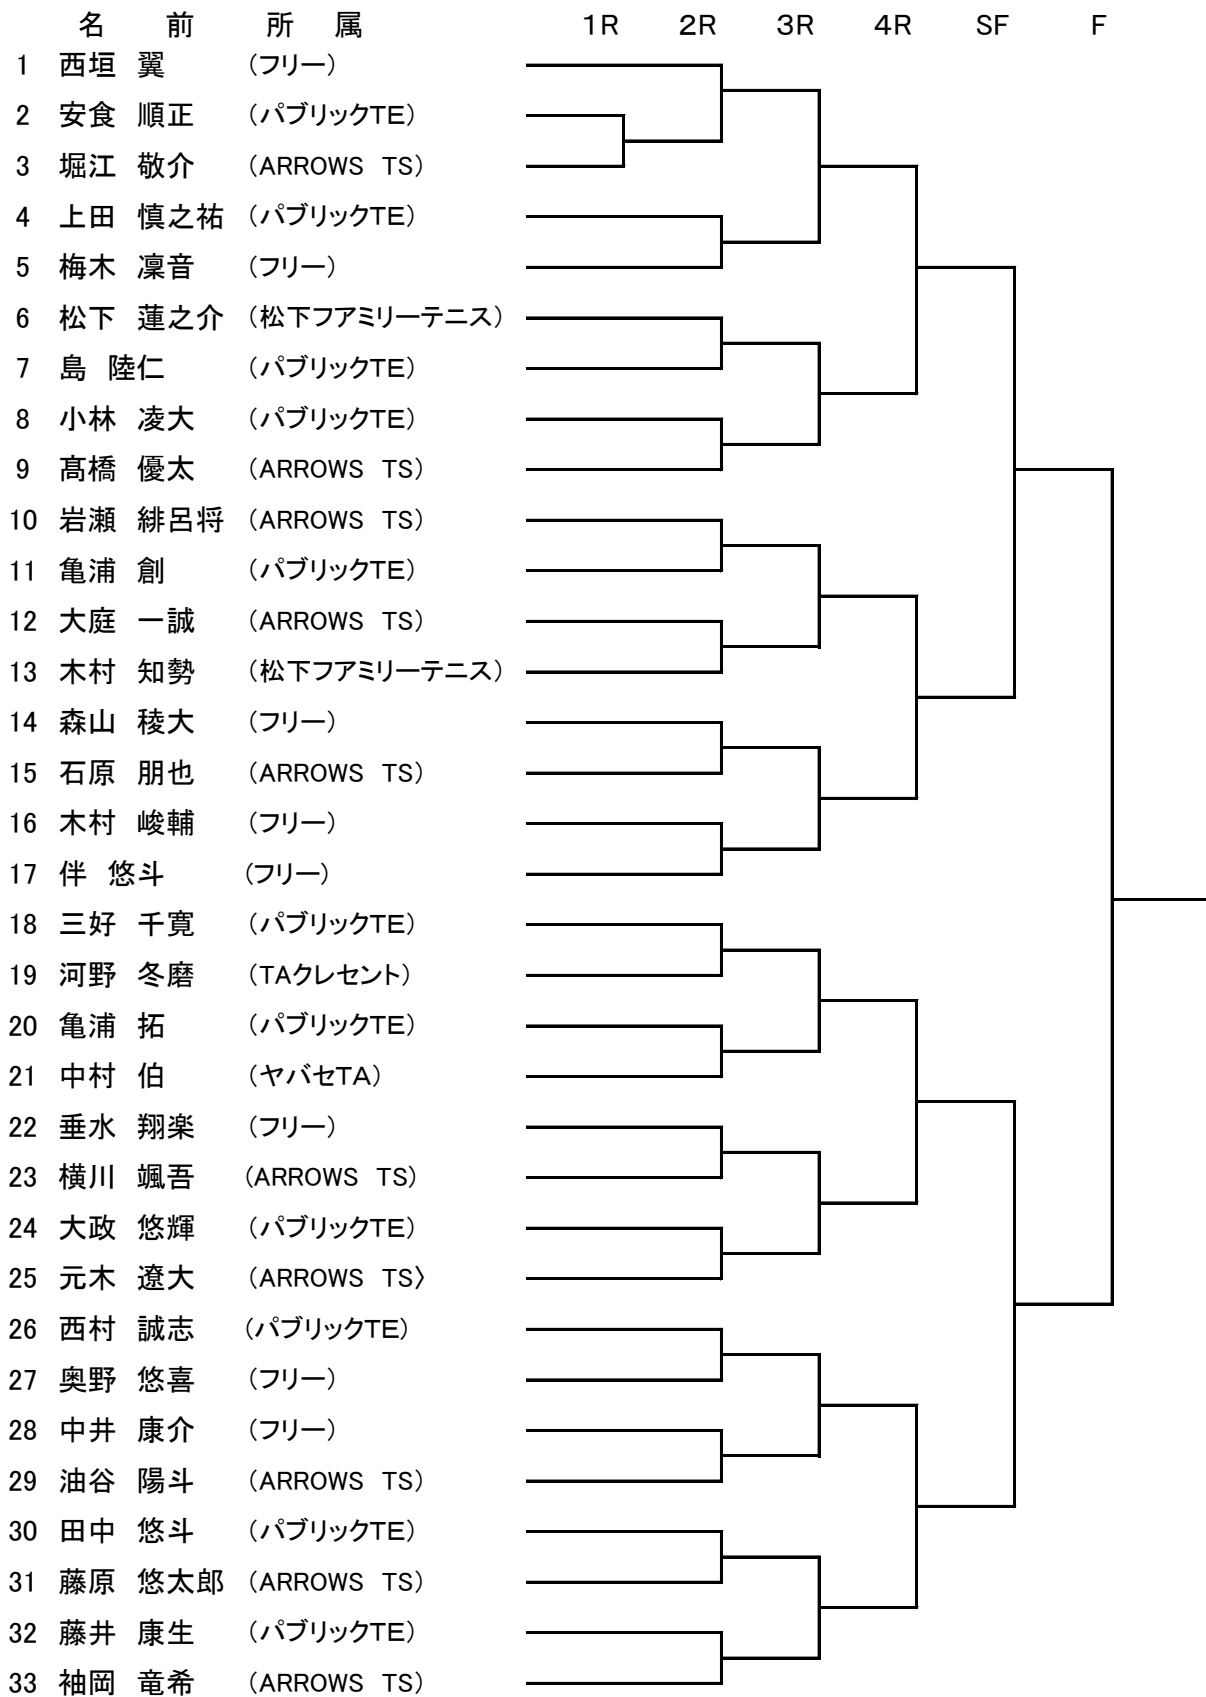 名 前 所 属 1R 2R 3R 4R SF F
1 西垣 翼 (フリー)
2 安食 順正 (パブリックTE)
3 堀江 敬介 (ARROWS TS)
4 上田 慎之祐 (パブリックTE)
5 梅木 凜音 (フリー)
6 松下 蓮之介 (松下フアミリーテニス)
7 島 陸仁 (パブリックTE)
8 小林 凌大 (パブリックTE)
9 髙橋 優太 (ARROWS TS)
10 岩瀬 緋呂将 (ARROWS TS)
11 亀浦 創 (パブリックTE)
12 大庭 一誠 (ARROWS TS)
13 木村 知勢 (松下フアミリーテニス)
14 森山 稜大 (フリー)
15 石原 朋也 (ARROWS TS)
16 木村 峻輔 (フリー)
17 伴 悠斗 (フリー)
18 三好 千寛 (パブリックTE)
19 河野 冬磨 (TAクレセント)
20 亀浦 拓 (パブリックTE)
21 中村 伯 (ヤバセTA)
22 垂水 翔楽 (フリー)
23 横川 颯吾 (ARROWS TS)
24 大政 悠輝 (パブリックTE)
25 元木 遼大 (ARROWS TS〉
26 西村 誠志 (パブリックTE)
27 奥野 悠喜 (フリー)
28 中井 康介 (フリー)
29 油谷 陽斗 (ARROWS TS)
30 田中 悠斗 (パブリックTE)
31 藤原 悠太郎 (ARROWS TS)
32 藤井 康生 (パブリックTE)
33 袖岡 竜希 (ARROWS TS)